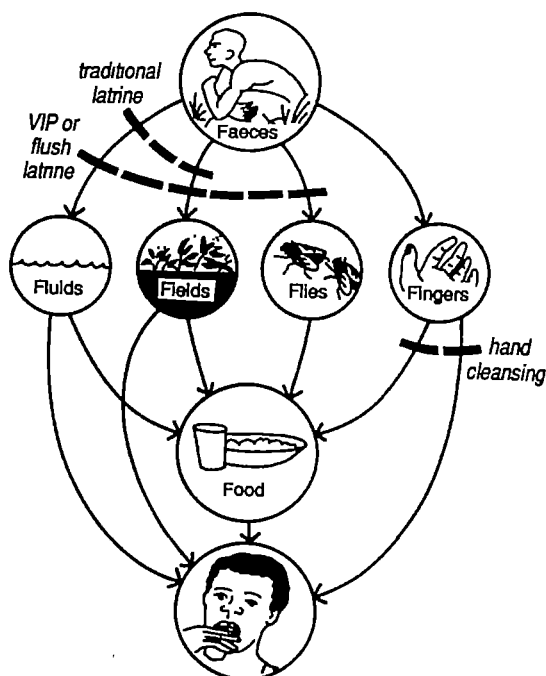 traditional
latrine
Faeces
VIP or
flush
latrine
Fluids
Fields
Flies
Fingers
hand
cleansing
Food